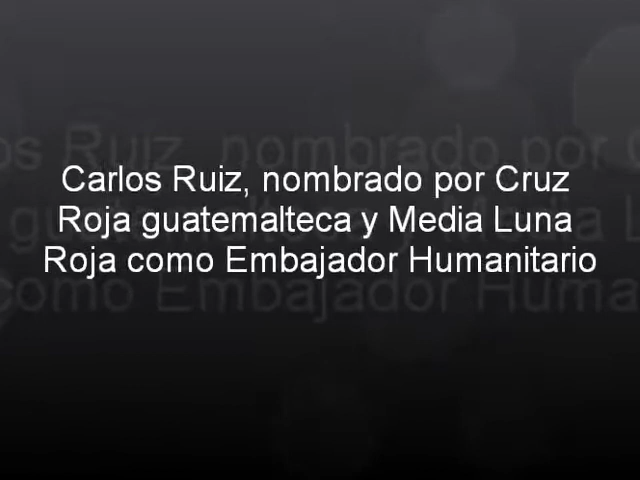 Carlos Ruiz, nombrado por Cruz
Roja guatemalteca y Media Luna
Roja como Embajador Humanitario